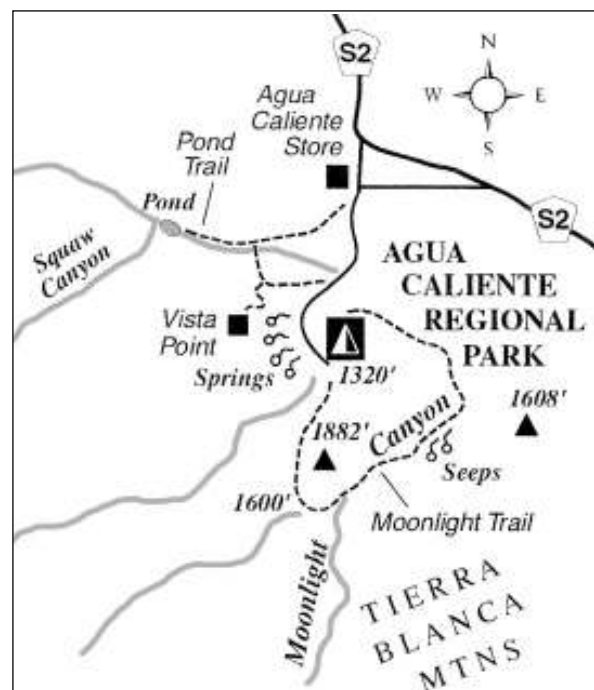 S2
N
W E
S
Agua
Caliente
Store
Pond
Trail
Pond
S2
Squaw
Canyon
AGUA
CALIENTE
REGIONAL
PARK
Vista
Point
Springs
1320'
1608'
1882'
Canyon
Seeps
1600'
Moonlight Trail
Moonlight
TIERRA
BLANCA
MTNS